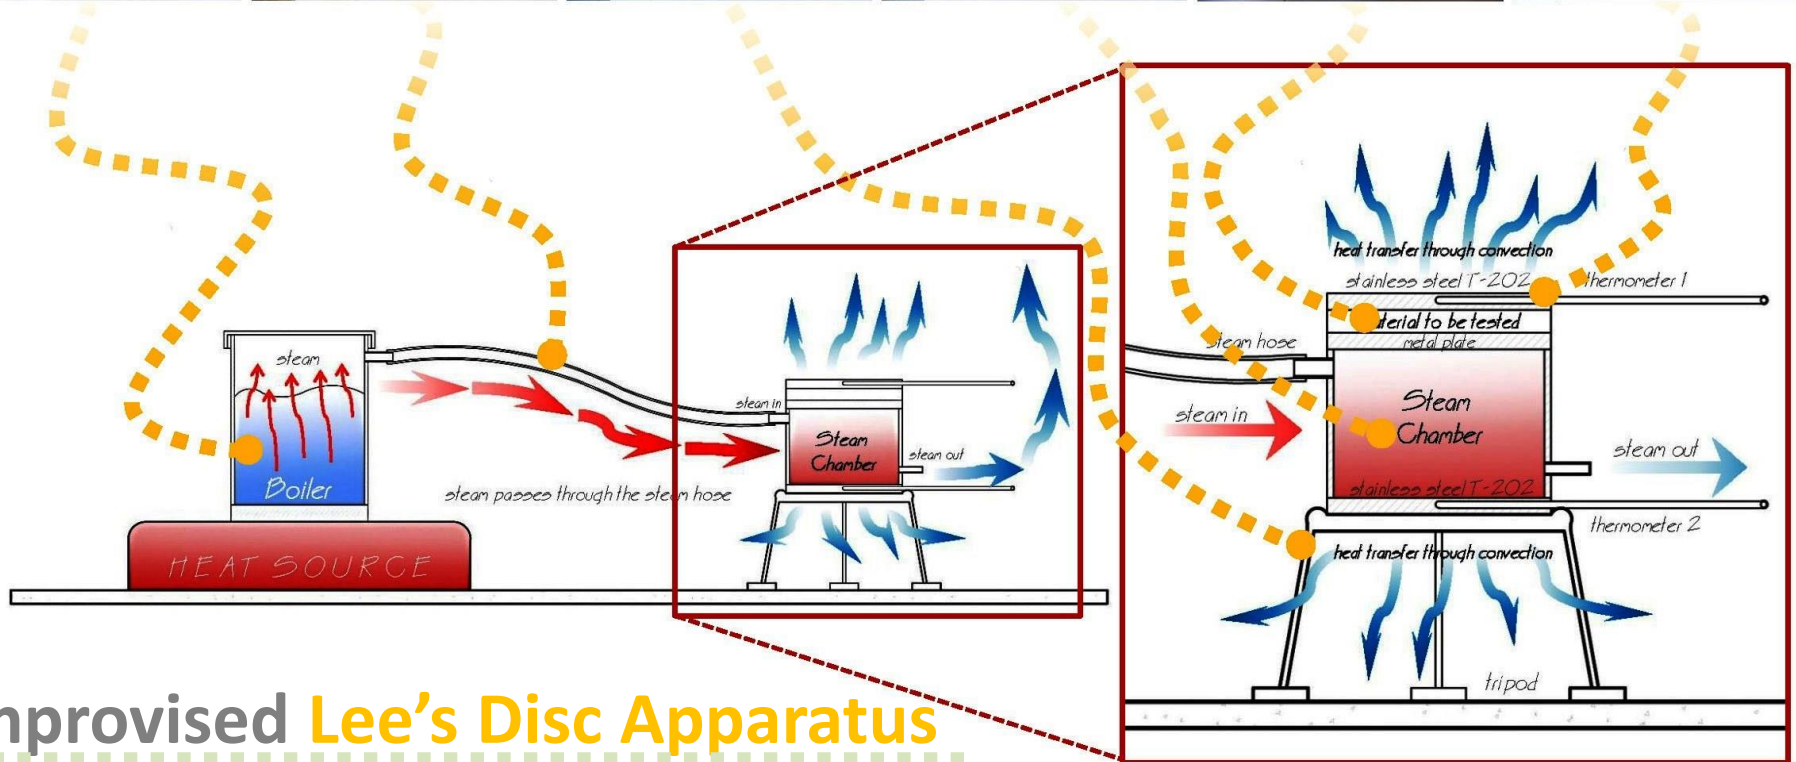 steam
Boiler
HEAT SOURCE
steam passes through the steam hose
steam in
Steam
Chamber
steam out
heat transfer through convection
stainless steel T-202
thermometer 1
terial to be tested
metal plate
steam hose
steam in
Steam
Chamber
steam out
stainless steel T-202
thermometer 2
heat transfer through convection
tripod
nprovised Lee's Disc Apparatus